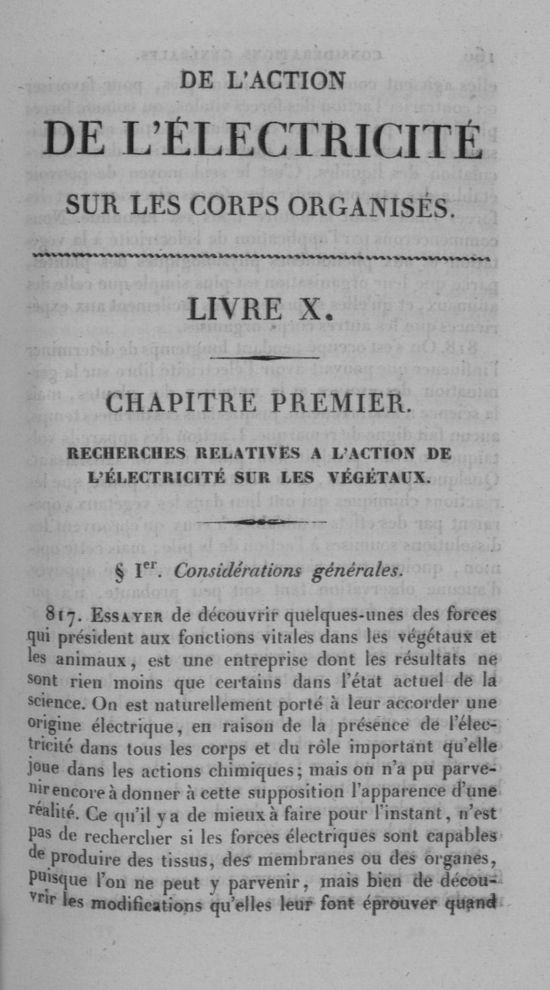 DE L'ACTION
DE L'ÉLECTRICITÉ
SUR LES CORPS ORGANISÉS.
LIVRE X.
CHAPITRE PREMIER.
RECHERCHES RELATIVES A L'ACTION DE
L'ÉLECTRICITÉ SUR LES VÉGÉTAUX.
§ Ier. Considérations générales.
817. ESSAYER de découvrir quelques-unes des forces
qui président aux fonctions vitales dans les végétaux et
les animaux, est une entreprise dont les résultats ne
sont rien moins que certains dans l'état actuel de la
science. On est naturellement porté à leur accorder une
origine électrique, en raison de la présence de l'élec-
tricité dans tous les corps et du rôle important qu'elle
joue dans les actions chimiques; mais on n'a pu parve-
nir encore à donner à cette supposition l'apparence d'une
réalité. Ce qu'il y a de mieux à faire pour l'instant, n'est
pas de rechercher si les forces électriques sont capables
de produire des tissus, des membranes ou des organes,
puisque l'on ne peut y parvenir, mais bien de décou-
vrir les modifications qu'elles leur font éprouver quand